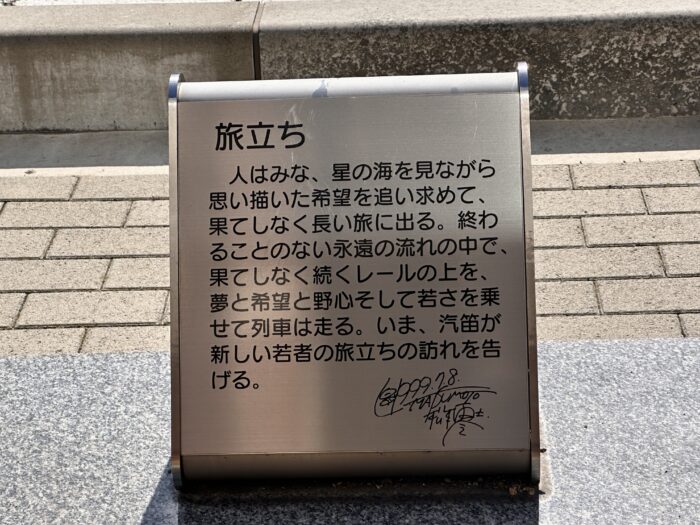 旅立ち
人はみな、星の海を見ながら
思い描いた希望を追い求めて、
果てしなく長い旅に出る。終わ
ることのない永遠の流れの中で、
果てしなく続くレールの上を、
夢と希望と野心そして若さを乗
せて列車は走る。いま、汽笛が
新しい若者の旅立ちの訪れを告
げる。
1999.7.8.